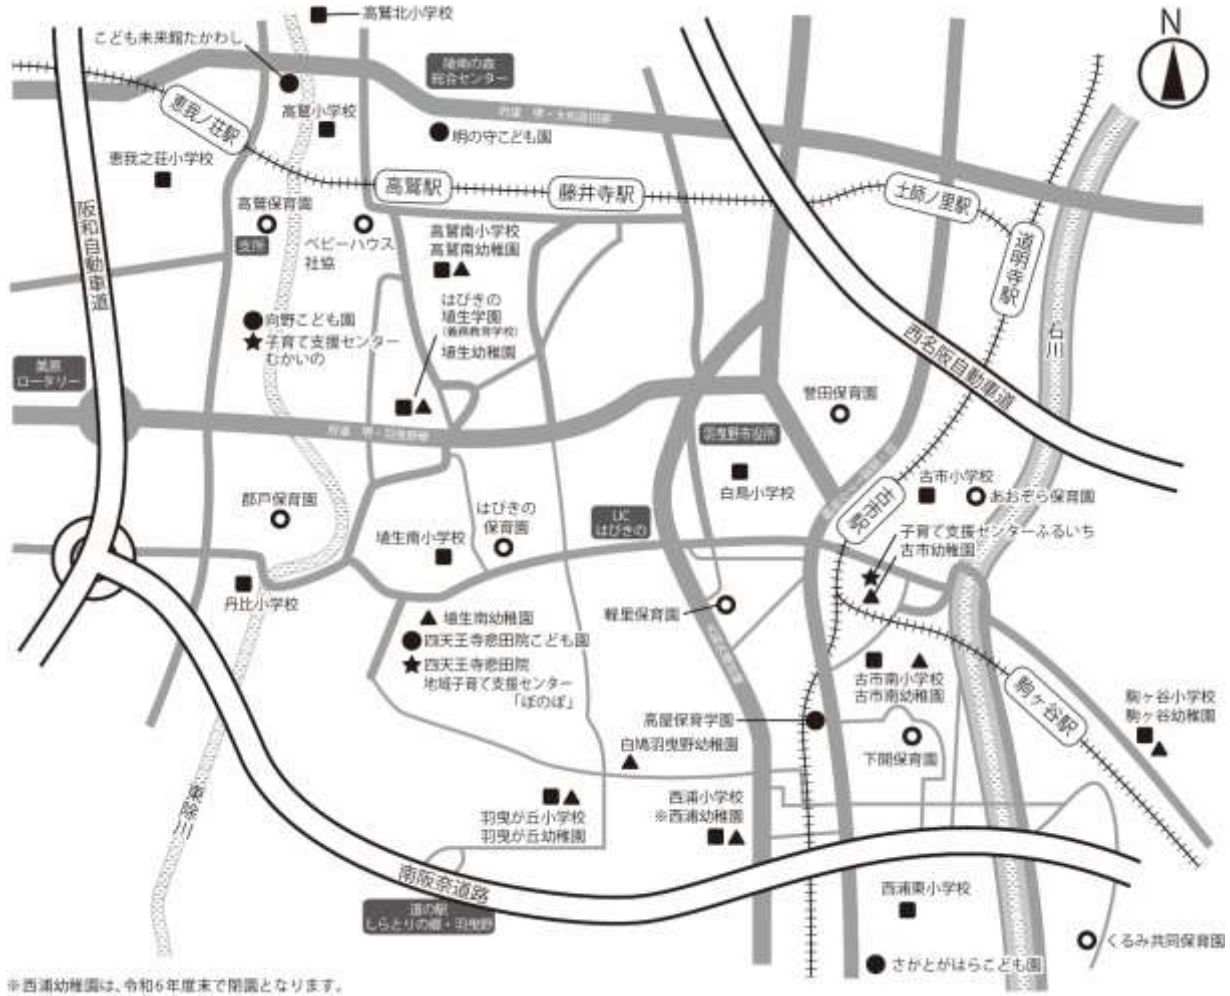 高鷲北小学校
N
こども未来館たかわし
陵南の森
総合センター
恵我ノ荘駅
高鷲小学校
明の守こども園
恵我之荘小学校
高鷲駅
藤井寺駅
土師ノ里駅
道明寺駅
阪和自動車道
高鷲保育園
支所
ベビーハウス
社協
高鷲南小学校
高鷲南幼稚園
はびきの
埴生学園
(義務教育学校)
埴生幼稚園
向野こども園
子育て支援センター
むかいの
石川
西名阪自動車道
美原
ロータリー
誉田保育園
羽曳野市役所
白鳥小学校
古市駅
古市小学校
あおぞら保育園
郡戸保育園
はびきの
保育園
埴生南小学校
LIC
はびきの
子育て支援センターふるいち
古市幼稚園
丹比小学校
埴生南幼稚園
四天王寺悲田院こども園
四天王寺悲田院
地域子育て支援センター
「ぽのぽ」
軽里保育園
古市南小学校
古市南幼稚園
駒ヶ谷駅
駒ヶ谷小学校
駒ヶ谷幼稚園
高屋保育学園
白鳩羽曳野幼稚園
下開保育園
東除川
羽曳が丘小学校
羽曳が丘幼稚園
西浦小学校
※西浦幼稚園
南阪奈道路
道の駅
しらとりの郷・羽曳野
西浦東小学校
くるみ共同保育園
さかとがはらこども園
※西浦幼稚園は、令和6年度末で閉園となります。